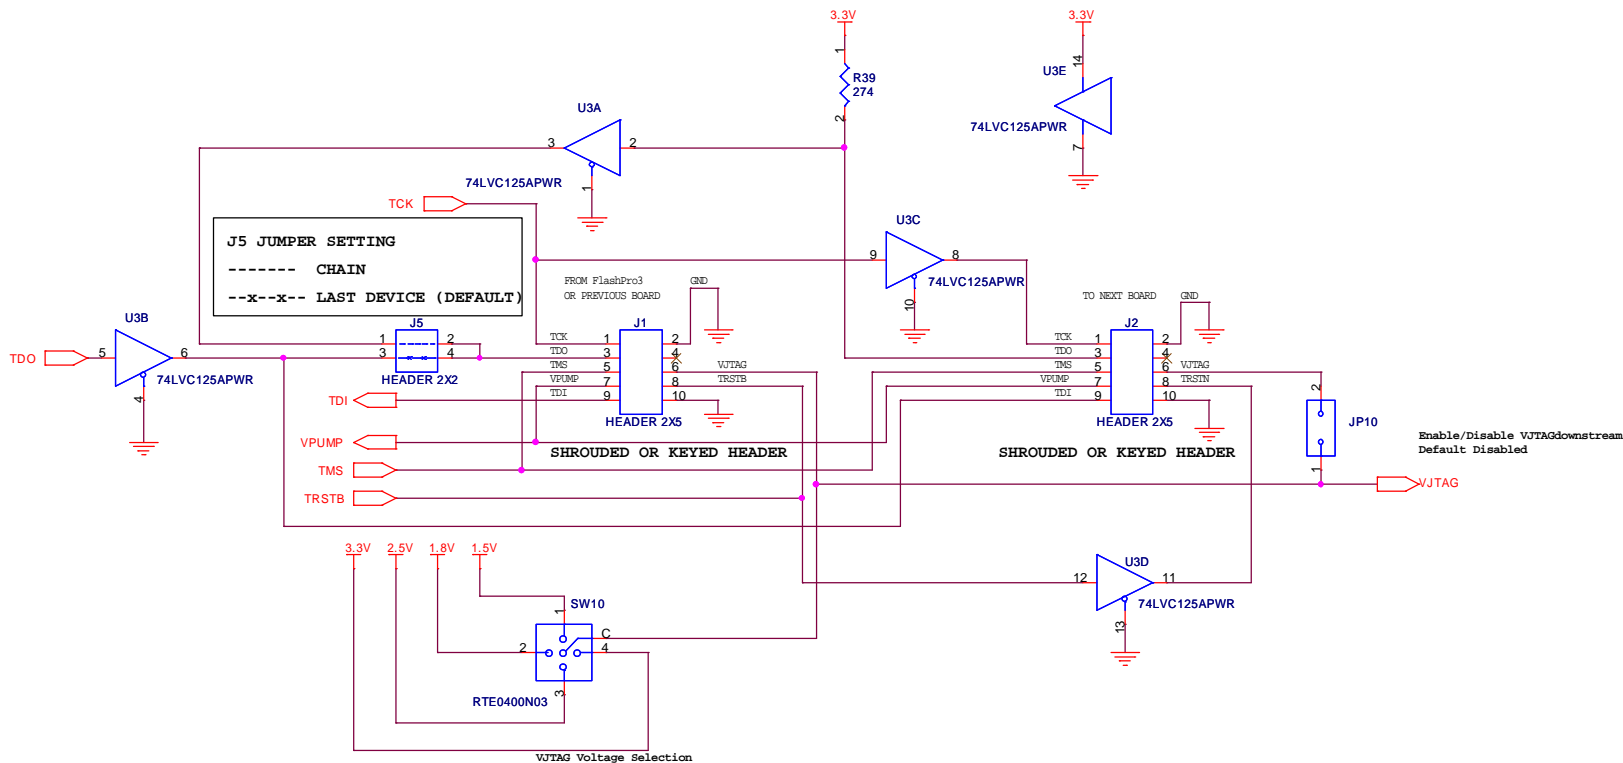 3.3V
3.3V
1
R39
274
2
14
U3E
74LVC125APWR
7
U3A
3
2
74LVC125APWR
1
TCK
J5 JUMPER SETTING
------- CHAIN
--x--x-- LAST DEVICE (DEFAULT)
U3C
9
8
74LVC125APWR
10
FROM FlashPro3
OR PREVIOUS BOARD
GND
TO NEXT BOARD
GND
U3B
TDO
5
6
74LVC125APWR
4
J5
1
2
3
4
HEADER 2X2
J1
TCK
1
2
TDO
3
4
TMS
5
6
VJTAG
VPUMP
7
8
TRSTB
TDI
9
10
HEADER 2X5
SHROUDED OR KEYED HEADER
J2
TCK
1
2
TDO
3
4
TMS
5
6
VJTAG
VPUMP
7
8
TRSTN
TDI
9
10
HEADER 2X5
SHROUDED OR KEYED HEADER
2
JP10
1
Enable/Disable VJTAGdownstream
Default Disabled
VJTAG
TDI
VPUMP
TMS
TRSTB
3.3V
2.5V
1.8V
1.5V
SW10
1
C
2
4
3
RTE0400N03
VJTAG Voltage Selection
U3D
12
11
74LVC125APWR
13